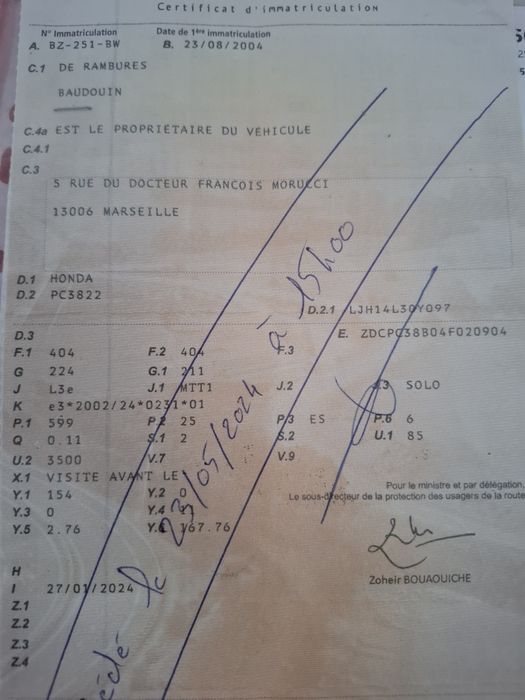 Certificat d'immatriculation
N° Immatriculation Date de 1ère immatriculation
A. BZ-251-BW B. 23/08/2004
C.1 DE RAMBURES
BAUDOUIN
C.4a EST LE PROPRIÉTAIRE DU VÉHICULE
C.4.1
C.3
5 RUE DU DOCTEUR FRANCOIS MORUCCI
13006 MARSEILLE
D.1 HONDA
D.2 PC3822 D.2.1 LJH14L30Y097
D.3 E. ZDCPC38B04F020904
F.1 404 F.2 404 F.3
G 224 G.1 211
J L3e J.1 MTT1 J.2 J.3 SOLO
K e3*2002/24*0231*01
P.1 599 P.2 25 P.3 ES P.6 6
Q 0.11 S.1 2 S.2 U.1 85
U.2 3500 V.7 V.9
X.1 VISITE AVANT LE
Y.1 154 Y.2 0
Y.3 0 Y.4
Y.5 2.76 Y.6 167.76
Pour le ministre et par délégation,
Le sous-directeur de la protection des usagers de la route
Zoheir BOUAOUICHE
H
I 27/01/2024
Z.1
Z.2
Z.3
Z.4
cédé le 23/05/2024 à 15h00